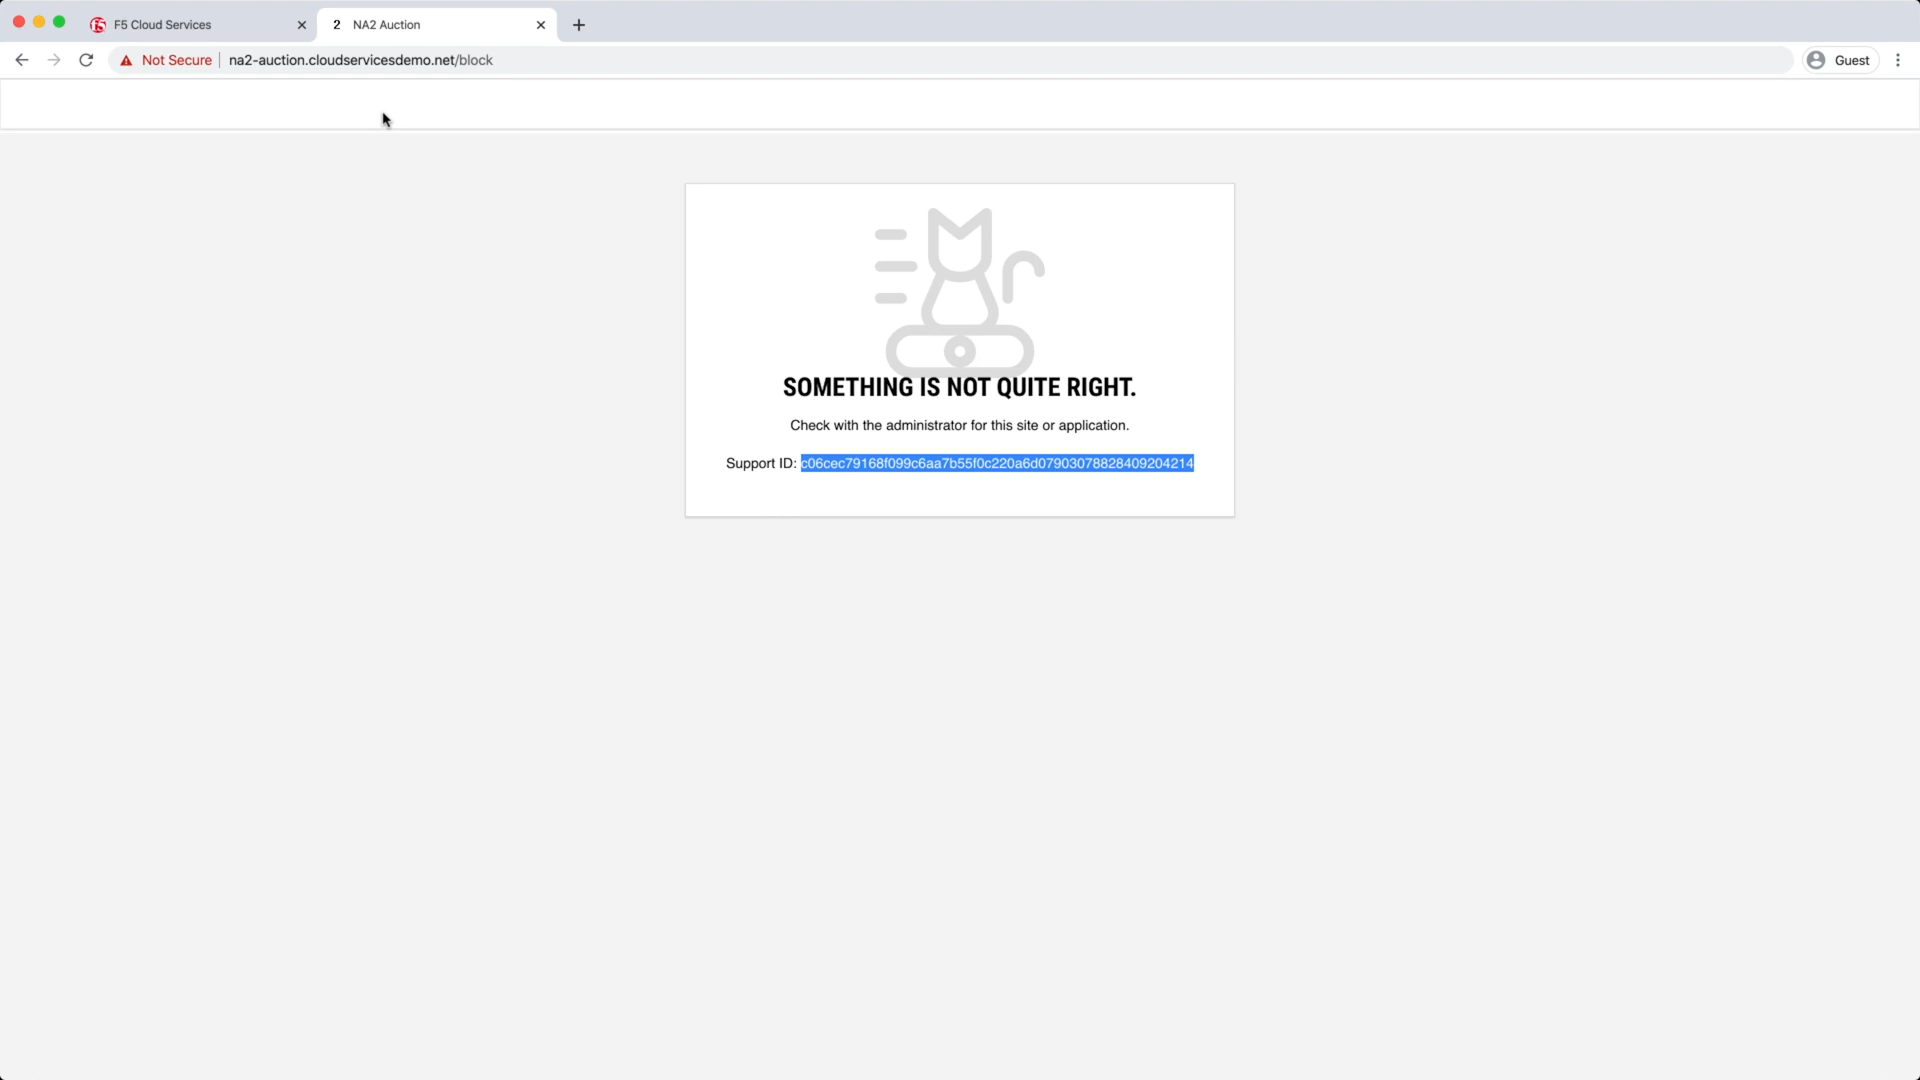 F5 Cloud Services
2 NA2 Auction
Not Secure na2-auction.cloudservicesdemo.net/block
Guest
SOMETHING IS NOT QUITE RIGHT.
Check with the administrator for this site or application.
Support ID: c06cec79168f099c6aa7b55f0c220a6d07903078828409204214